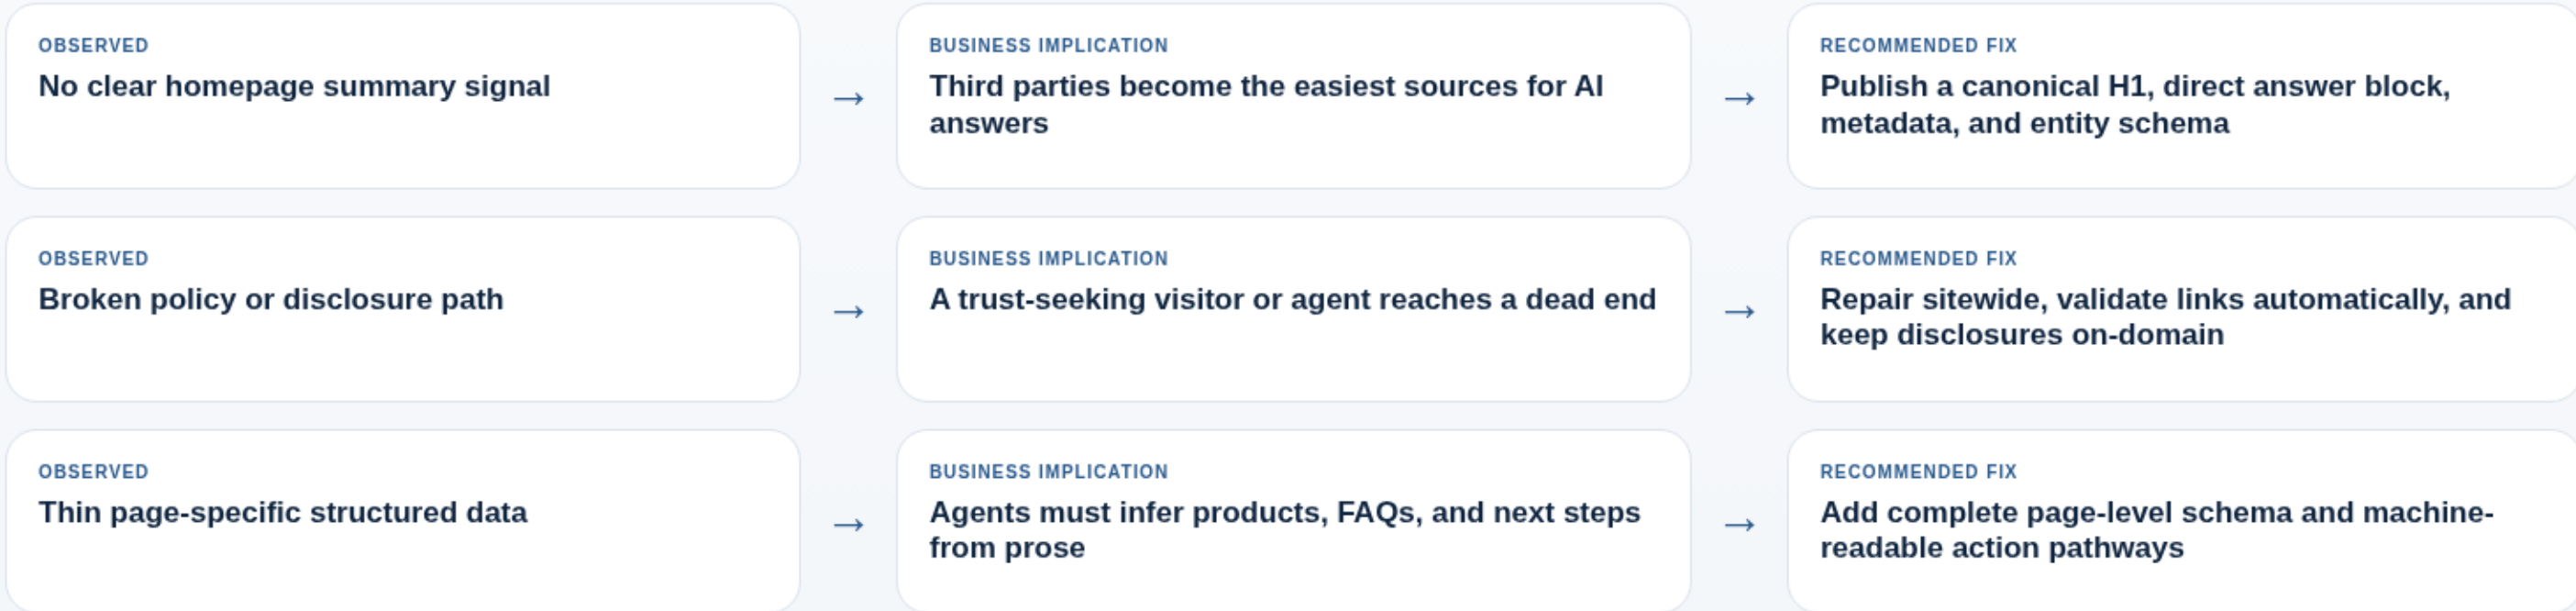 OBSERVED
No clear homepage summary signal
→
BUSINESS IMPLICATION
Third parties become the easiest sources for AI
answers
→
RECOMMENDED FIX
Publish a canonical H1, direct answer block,
metadata, and entity schema
OBSERVED
Broken policy or disclosure path
→
BUSINESS IMPLICATION
A trust-seeking visitor or agent reaches a dead end
→
RECOMMENDED FIX
Repair sitewide, validate links automatically, and
keep disclosures on-domain
OBSERVED
Thin page-specific structured data
→
BUSINESS IMPLICATION
Agents must infer products, FAQs, and next steps
from prose
→
RECOMMENDED FIX
Add complete page-level schema and machine-
readable action pathways